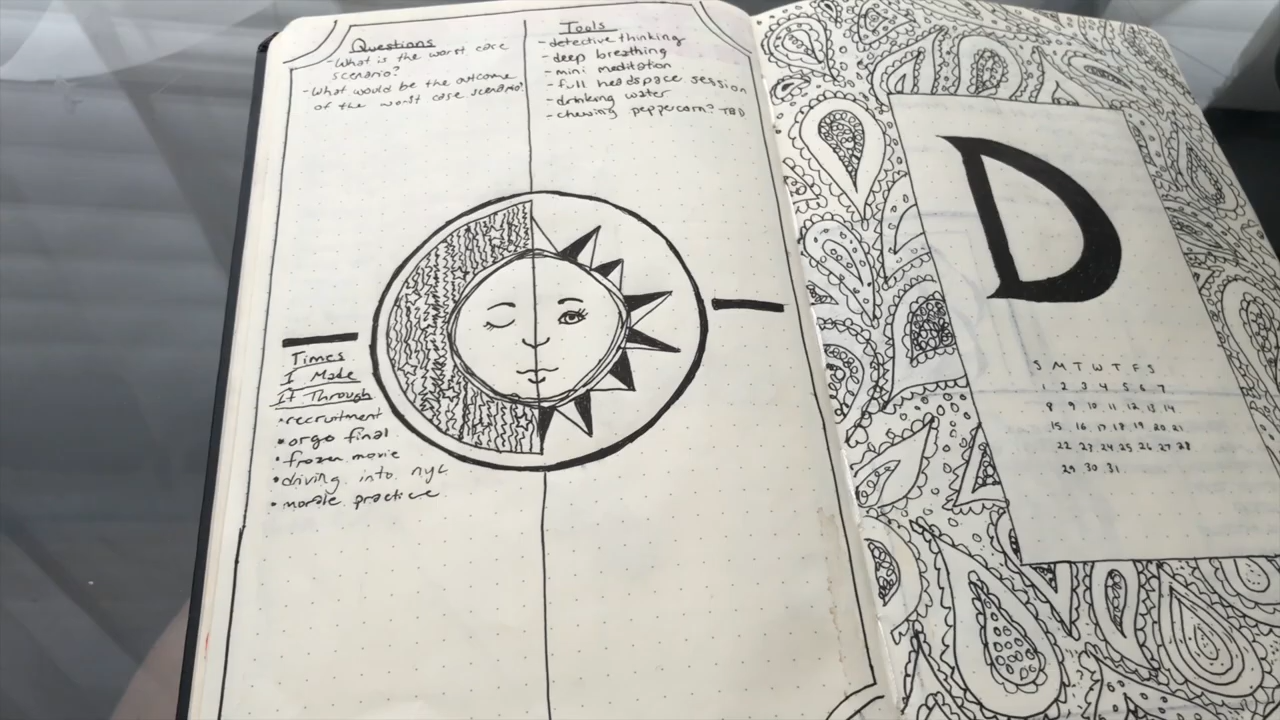 Questions
-What is the worst case
scenario?
-What would be the outcome
of the worst case scenario?
Tools
-detective thinking
-deep breathing
-mini meditation
-full headspace session
-drinking water
-chewing peppercorn? TBD
Times
I Made
It Through
•recruitment
•orgo final
•frozen movie
•driving into nyc
•morale practice
D
S M T W T F S
1 2 3 4 5 6 7
8 9 10 11 12 13 14
15 16 17 18 19 20 21
22 23 24 25 26 27 28
29 30 31